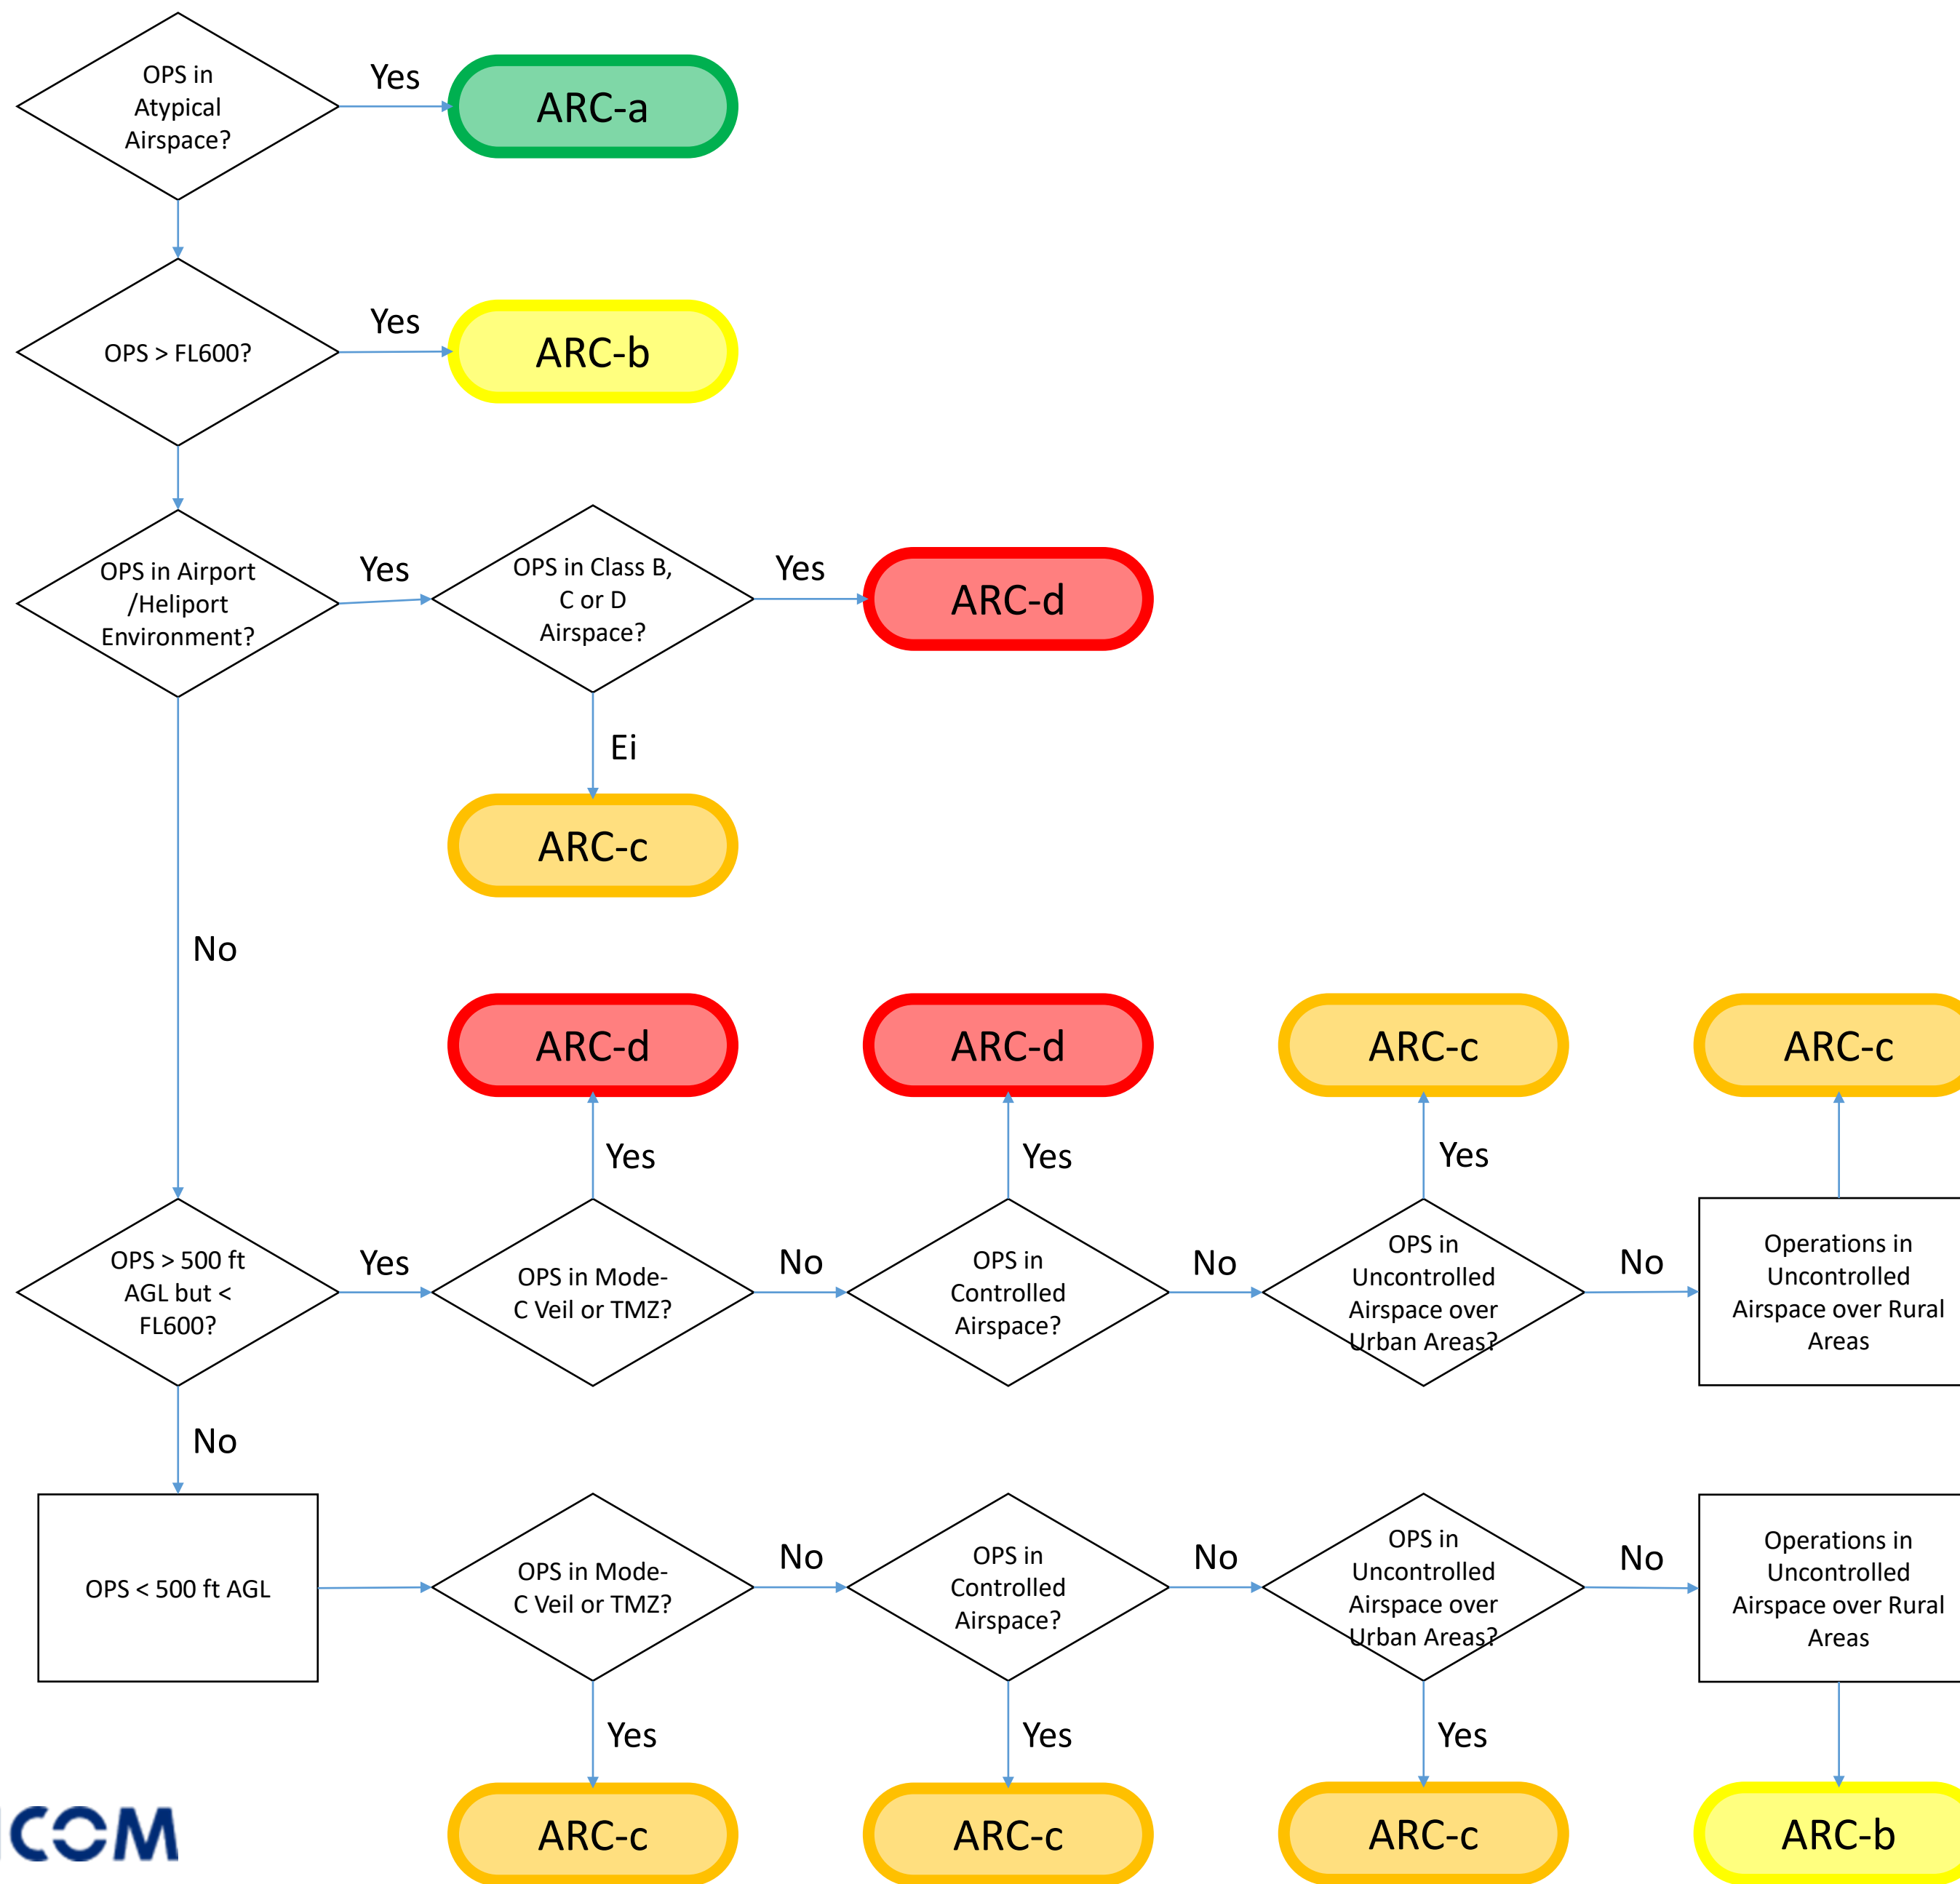 OPS in
Atypical
Airspace?
Yes
ARC-a
OPS > FL600?
Yes
ARC-b
OPS in Airport
/Heliport
Environment?
Yes
OPS in Class B,
C or D
Airspace?
Yes
ARC-d
Ei
ARC-c
No
ARC-d
ARC-d
ARC-c
ARC-c
Yes
Yes
Yes
OPS > 500 ft
AGL but <
FL600?
Yes
OPS in Mode-
C Veil or TMZ?
No
OPS in
Controlled
Airspace?
No
OPS in
Uncontrolled
Airspace over
Urban Areas?
No
Operations in
Uncontrolled
Airspace over Rural
Areas
No
OPS < 500 ft AGL
OPS in Mode-
C Veil or TMZ?
No
OPS in
Controlled
Airspace?
No
OPS in
Uncontrolled
Airspace over
Urban Areas?
No
Operations in
Uncontrolled
Airspace over Rural
Areas
Yes
Yes
Yes
COM
ARC-c
ARC-c
ARC-c
ARC-b